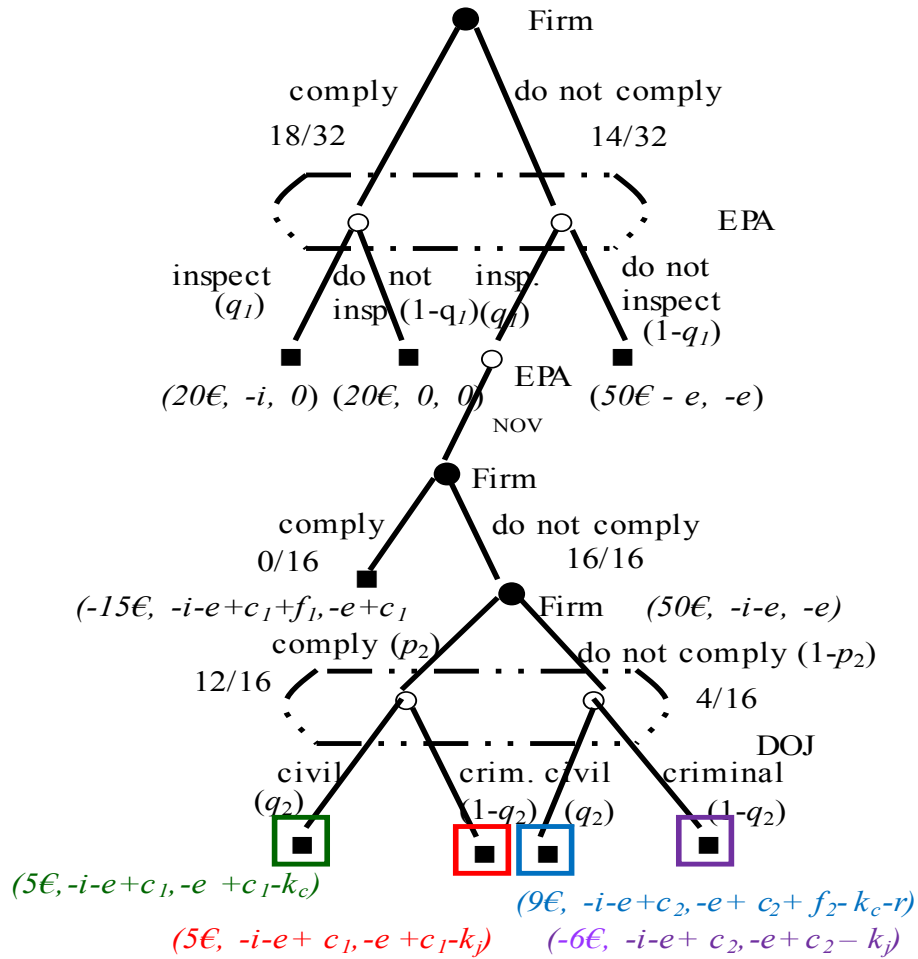 Firm
comply
do not comply
18/32
14/32
EPA
inspect
(q₁)
do not
insp.(1-q₁)
insp.
(q₁)
do not
inspect
(1-q₁)
(20€, -i, 0)
(20€, 0, 0)
EPA
(50€ - e, -e)
NOV
Firm
comply
do not comply
0/16
16/16
(-15€, -i-e+c₁+f₁,-e+c₁
Firm
(50€, -i-e, -e)
comply (p₂)
do not comply (1-p₂)
12/16
4/16
DOJ
civil
(q₂)
crim.
(1-q₂)
civil
(q₂)
criminal
(1-q₂)
(5€,-i-e+c₁,-e +c₁-k_c)
(9€, -i-e+c₂,-e+ c₂+ f₂- k_c-r)
(5€, -i-e+ c₁,-e +c₁-k_j)
(-6€, -i-e+ c₂,-e+ c₂– k_j)